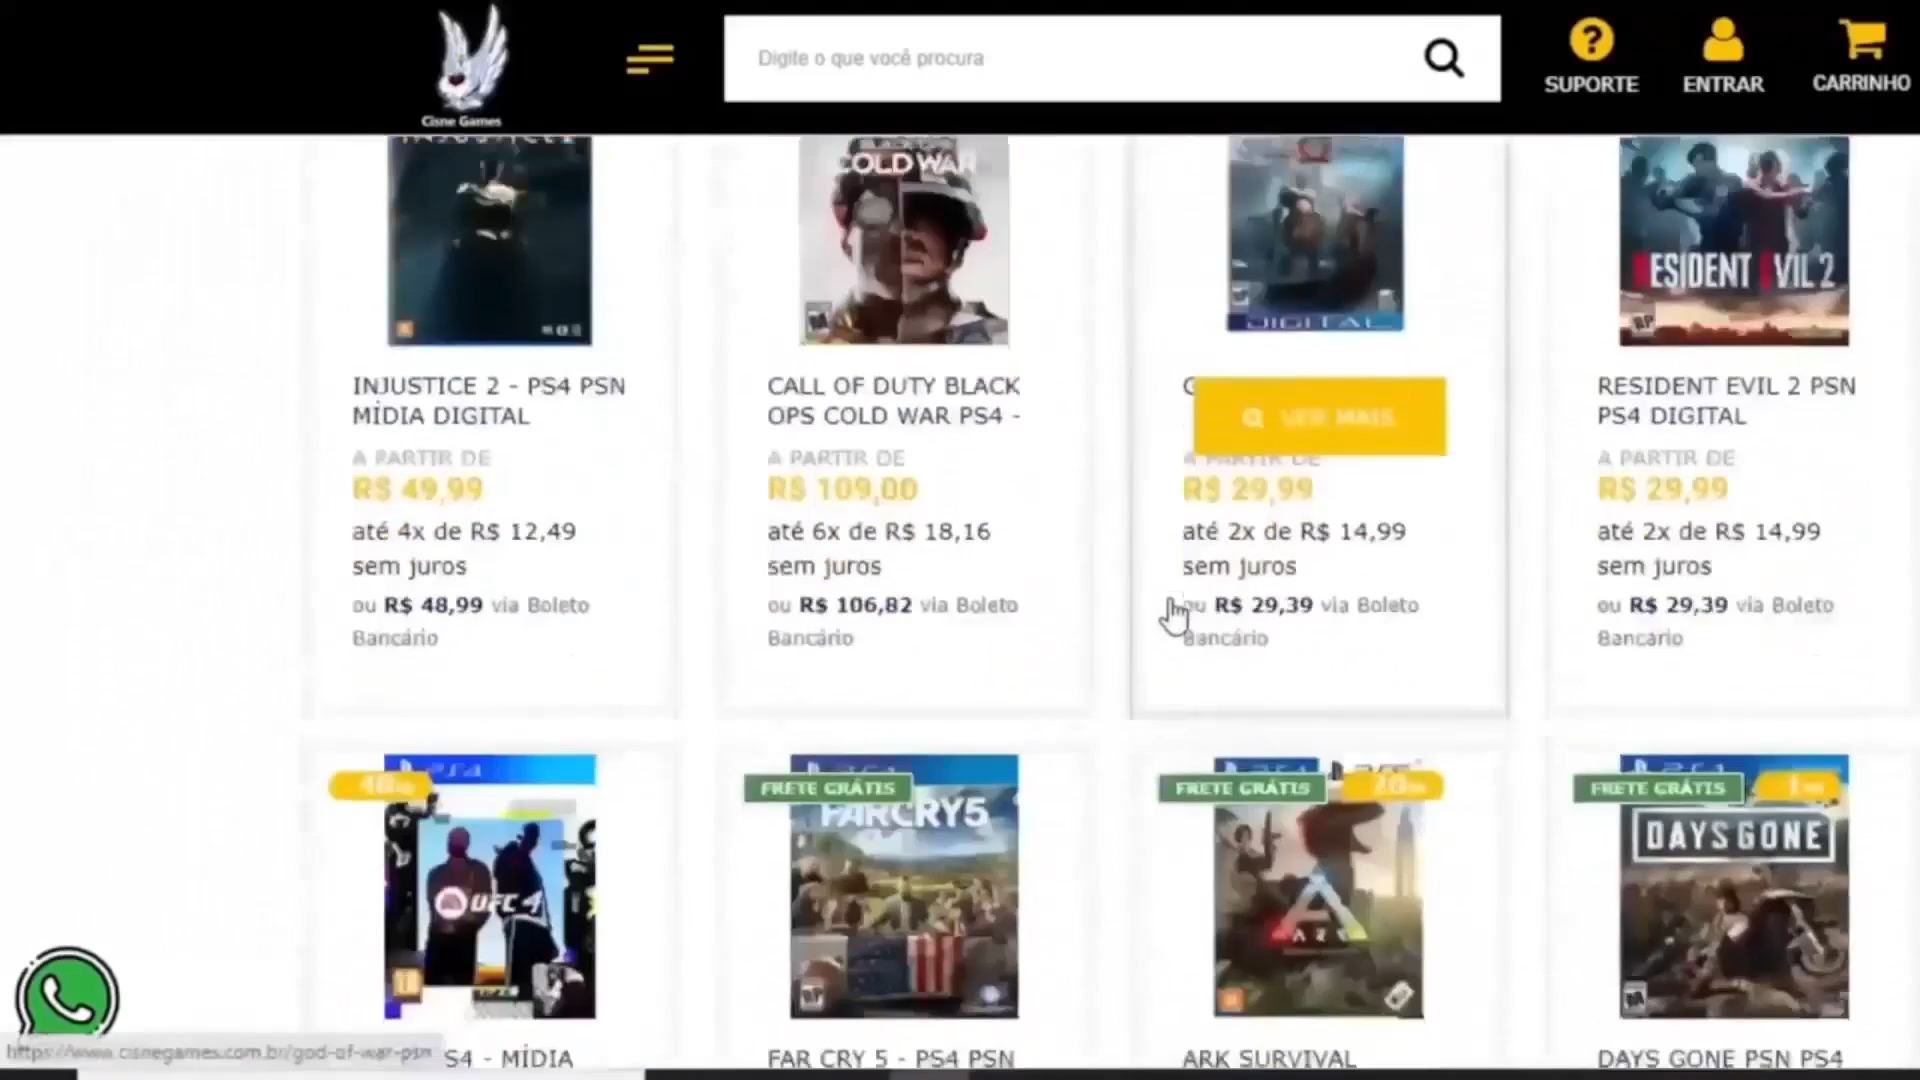 Cisne Games
Digite o que você procura
SUPORTE
ENTRAR
CARRINHO
COLD WAR
DIGITAL
RESIDENT EVIL 2
INJUSTICE 2 - PS4 PSN
MÍDIA DIGITAL
A PARTIR DE
R$ 49,99
até 4x de R$ 12,49
sem juros
ou R$ 48,99 via Boleto
Bancário
CALL OF DUTY BLACK
OPS COLD WAR PS4 -
A PARTIR DE
R$ 109,00
até 6x de R$ 18,16
sem juros
ou R$ 106,82 via Boleto
Bancário
G
VER MAIS
A PARTIR DE
R$ 29,99
até 2x de R$ 14,99
sem juros
ou R$ 29,39 via Boleto
Bancário
RESIDENT EVIL 2 PSN
PS4 DIGITAL
A PARTIR DE
R$ 29,99
até 2x de R$ 14,99
sem juros
ou R$ 29,39 via Boleto
Bancário
PS4
UFC 4
FRETE GRÁTIS
FARCRY5
FRETE GRÁTIS
ARK
FRETE GRÁTIS
DAYS GONE
https://www.cisnegames.com.br/god-of-war-psn
S4 - MÍDIA
FAR CRY 5 - PS4 PSN
ARK SURVIVAL
DAYS GONE PSN PS4